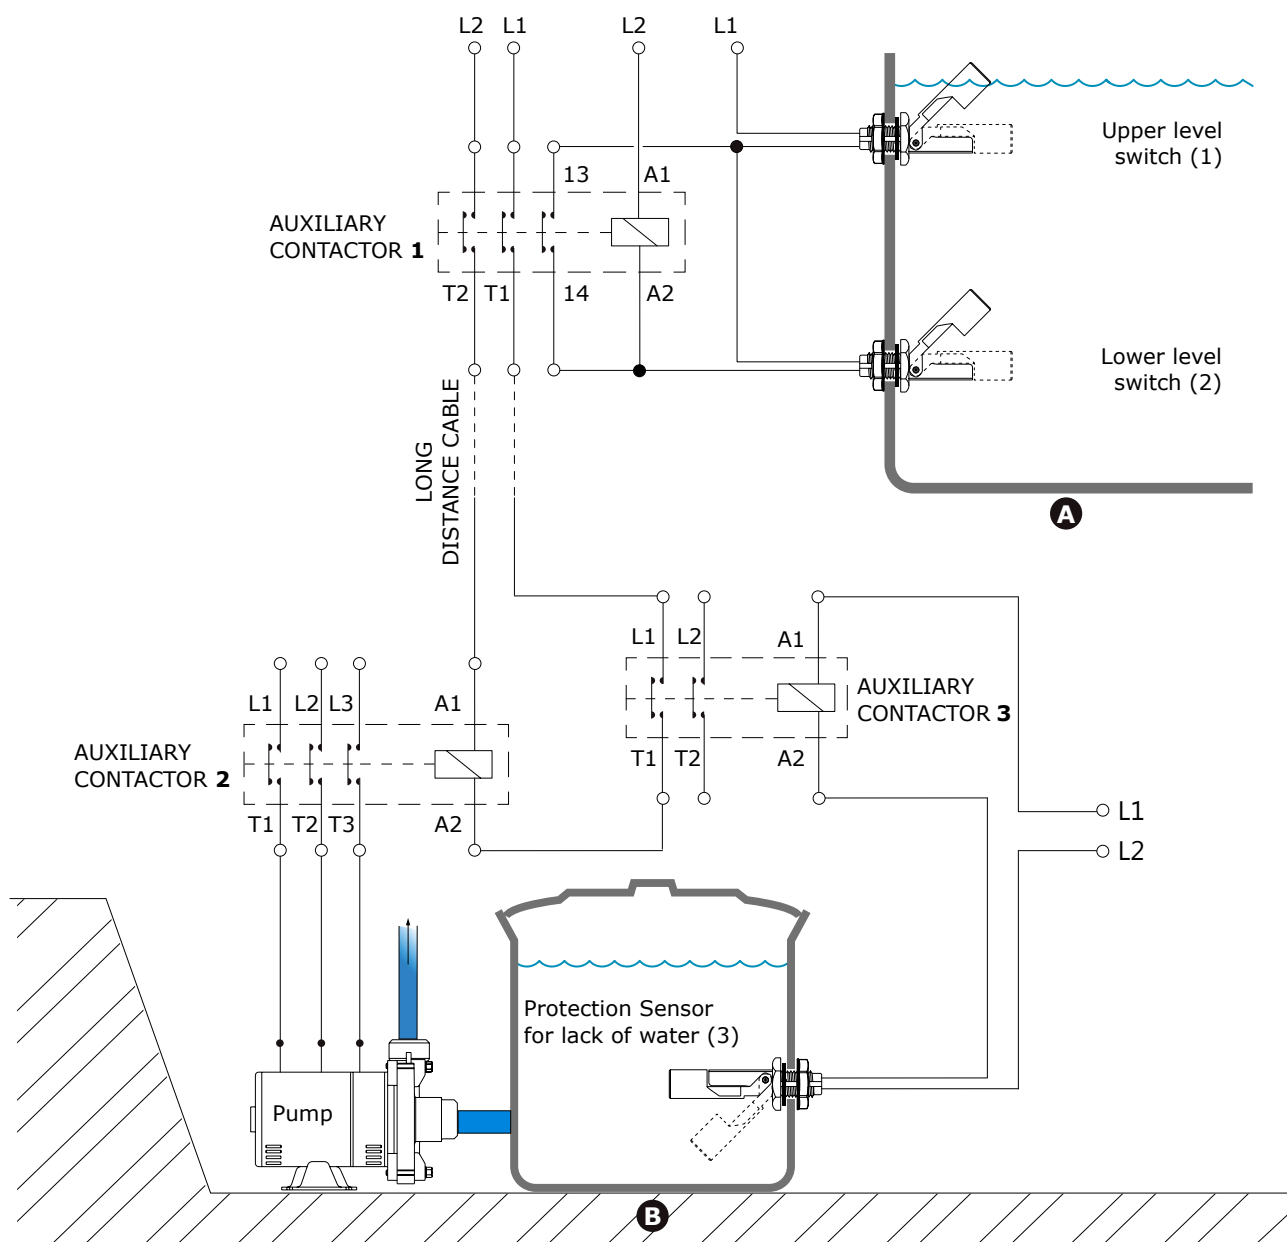 L2 L1 L2 L1
Upper level
switch (1)
13 A1
AUXILIARY
CONTACTOR 1
T2 T1 14 A2
Lower level
switch (2)
LONG
DISTANCE CABLE
A
L1 L2 A1
AUXILIARY
CONTACTOR 3
T1 T2 A2
L1 L2 L3 A1
AUXILIARY
CONTACTOR 2
T1 T2 T3 A2
L1
L2
Protection Sensor
for lack of water (3)
Pump
B